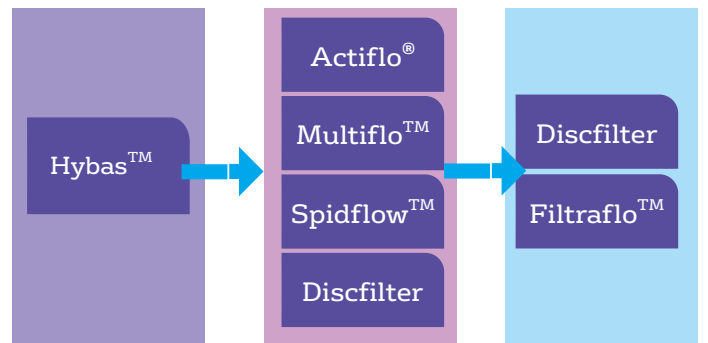 Hybas™
Actiflo®
Multiflo™
Spidflow™
Discfilter
Discfilter
Filtraflo™